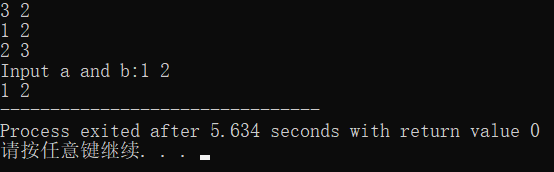 3 2
1 2
2 3
Input a and b:1 2
1 2
--------------------------------
Process exited after 5.634 seconds with return value 0
请按任意键继续. . .